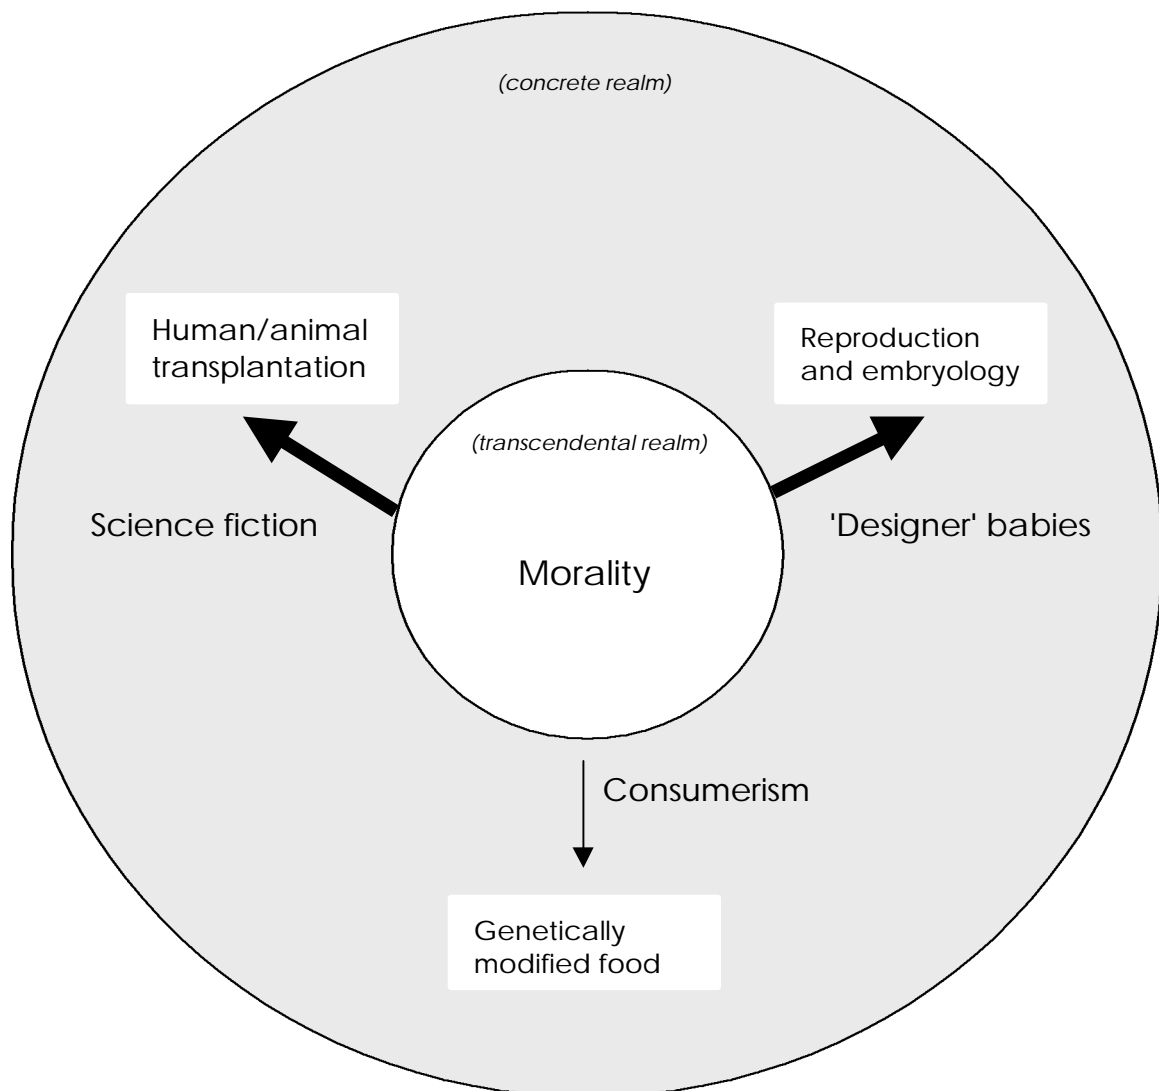 (concrete realm)
Human/animal
transplantation
Reproduction
and embryology
(transcendental realm)
Science fiction
'Designer' babies
Morality
Consumerism
Genetically
modified food